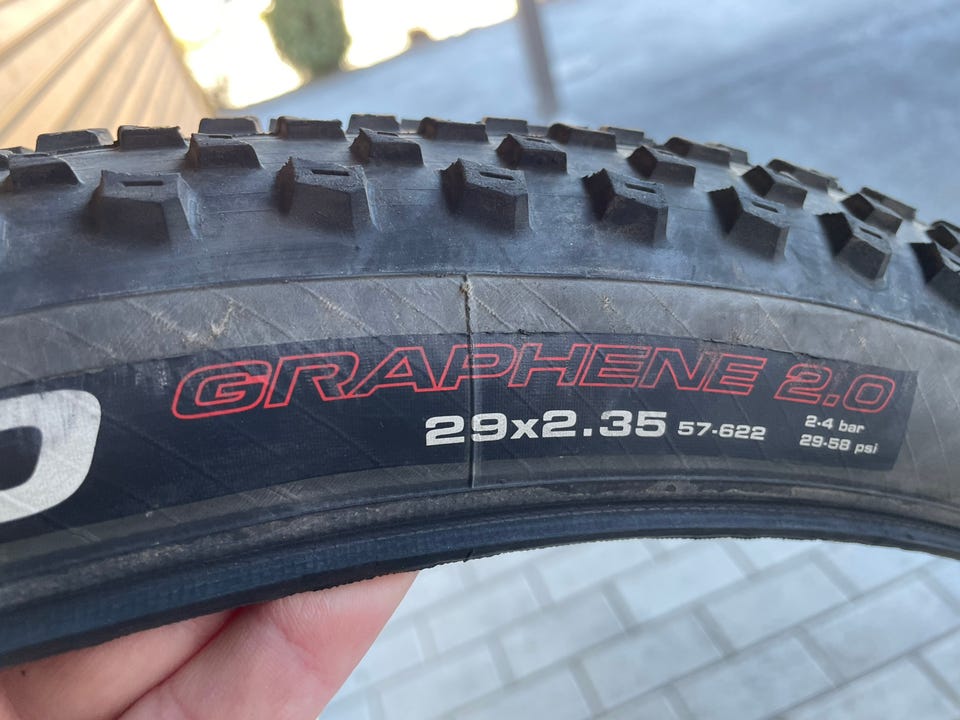 GRAPHENE 2.0
29x2.35 57-622
2-4 bar
29-58 psi